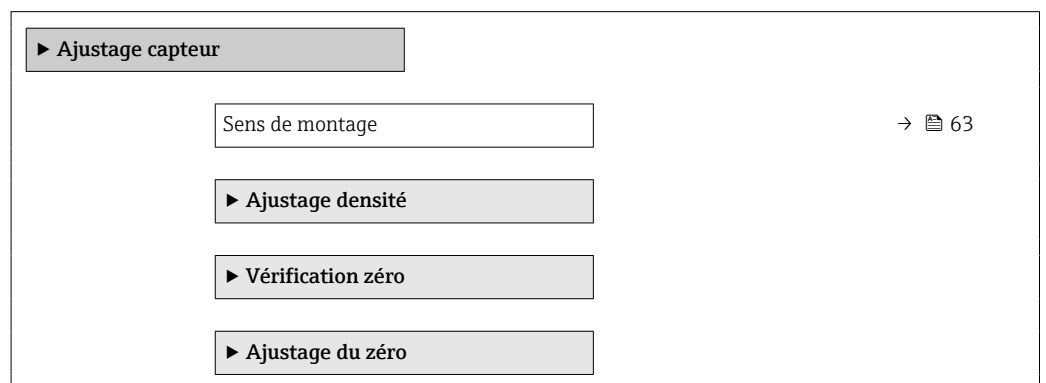 ▶ Ajustage capteur
Sens de montage → 🖺 63
▶ Ajustage densité
▶ Vérification zéro
▶ Ajustage du zéro